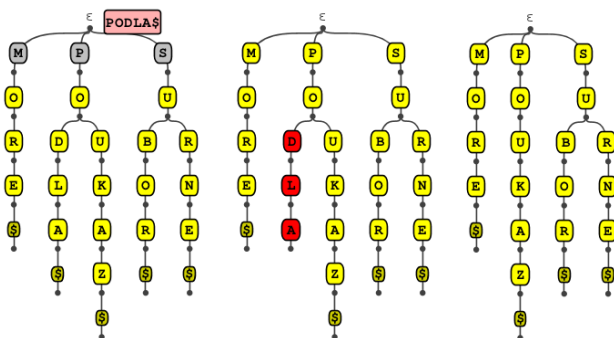 ε PODLA$ ε ε
M P S M P S M P S
O O U O O U O O U
R D U B R R D U B R R U B R
E L K O N E L K O N E K O N
$ A A R E $ A A R E $ A R E
$ Z $ $ Z $ $ Z $ $
$ $ $